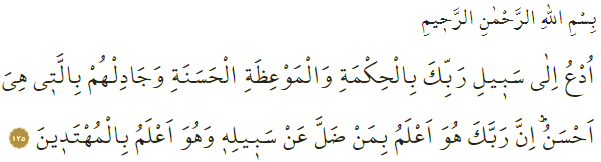 بِسْمِ اللّٰهِ الرَّحْمٰنِ الرَّح۪يمِ
اُدْعُ اِلٰى سَب۪يلِ رَبِّكَ بِالْحِكْمَةِ وَالْمَوْعِظَةِ الْحَسَنَةِ وَجَادِلْهُمْ بِالَّت۪ي هِيَ
اَحْسَنُۜ اِنَّ رَبَّكَ هُوَ اَعْلَمُ بِمَنْ ضَلَّ عَنْ سَب۪يلِه۪ وَهُوَ اَعْلَمُ بِالْمُهْتَد۪ينَ ١٢٥